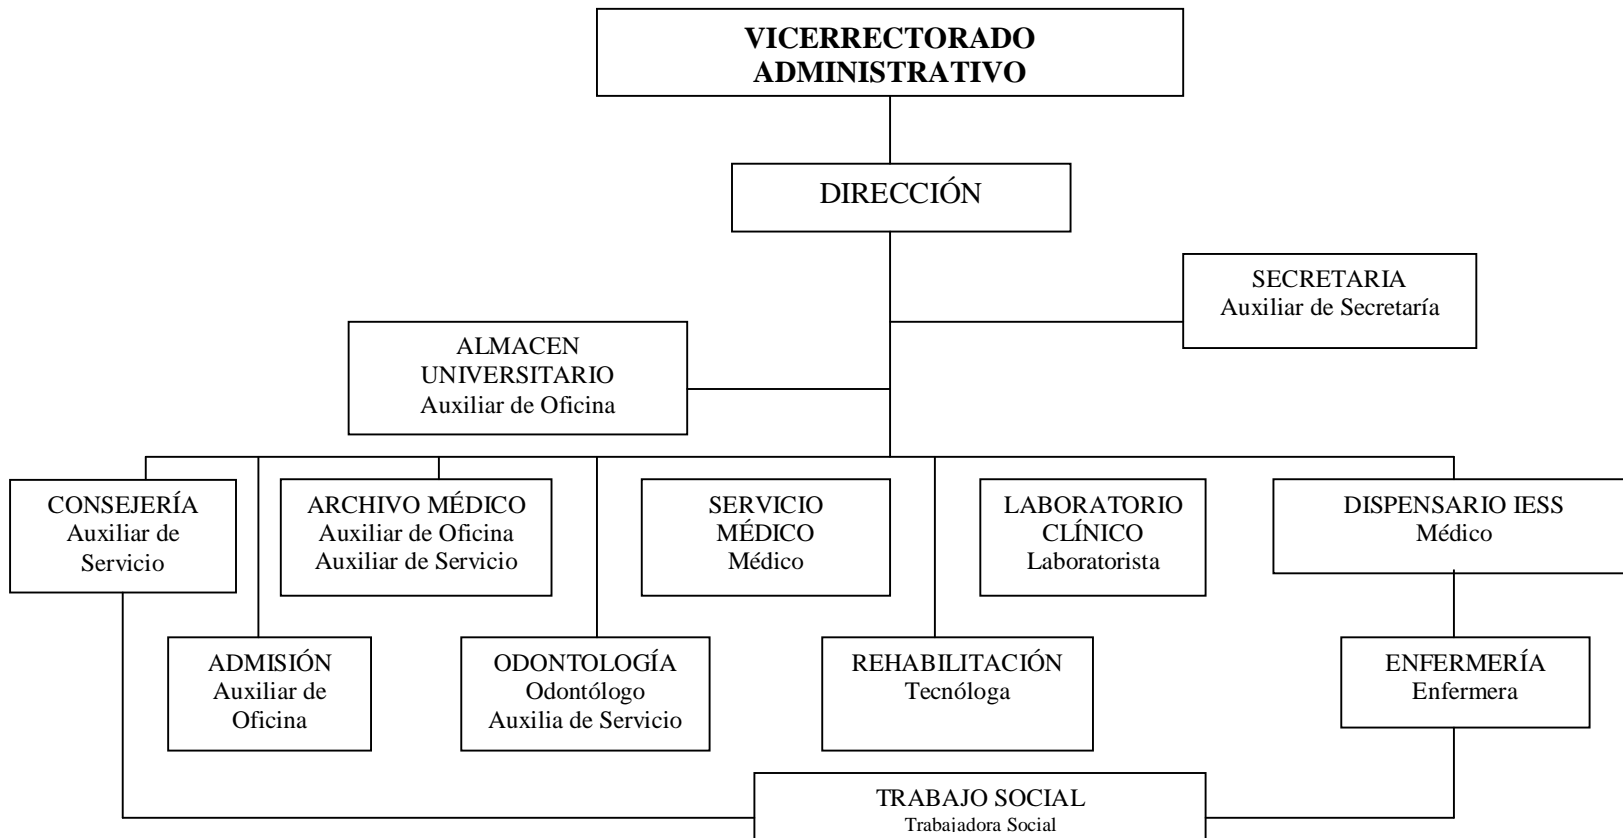 VICERRECTORADO
ADMINISTRATIVO
DIRECCIÓN
SECRETARIA
Auxiliar de Secretaría
ALMACEN
UNIVERSITARIO
Auxiliar de Oficina
CONSEJERÍA
Auxiliar de
Servicio
ARCHIVO MÉDICO
Auxiliar de Oficina
Auxiliar de Servicio
SERVICIO
MÉDICO
Médico
LABORATORIO
CLÍNICO
Laboratorista
DISPENSARIO IESS
Médico
ADMISIÓN
Auxiliar de
Oficina
ODONTOLOGÍA
Odontólogo
Auxilia de Servicio
REHABILITACIÓN
Tecnóloga
ENFERMERÍA
Enfermera
TRABAJO SOCIAL
Trabajadora Social